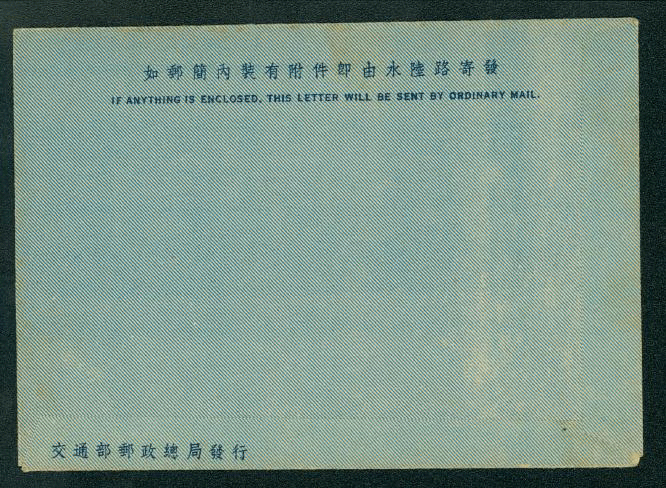 如郵簡內裝有附件卽由水陸路寄發
IF ANYTHING IS ENCLOSED, THIS LETTER WILL BE SENT BY ORDINARY MAIL.
交通部郵政總局發行